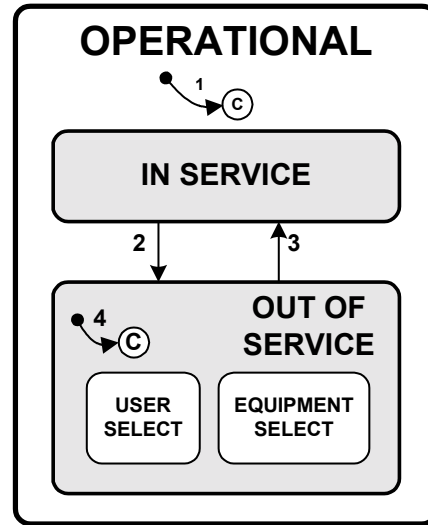 OPERATIONAL
1
C
IN SERVICE
2
3
4
C
OUT OF
SERVICE
USER
SELECT
EQUIPMENT
SELECT